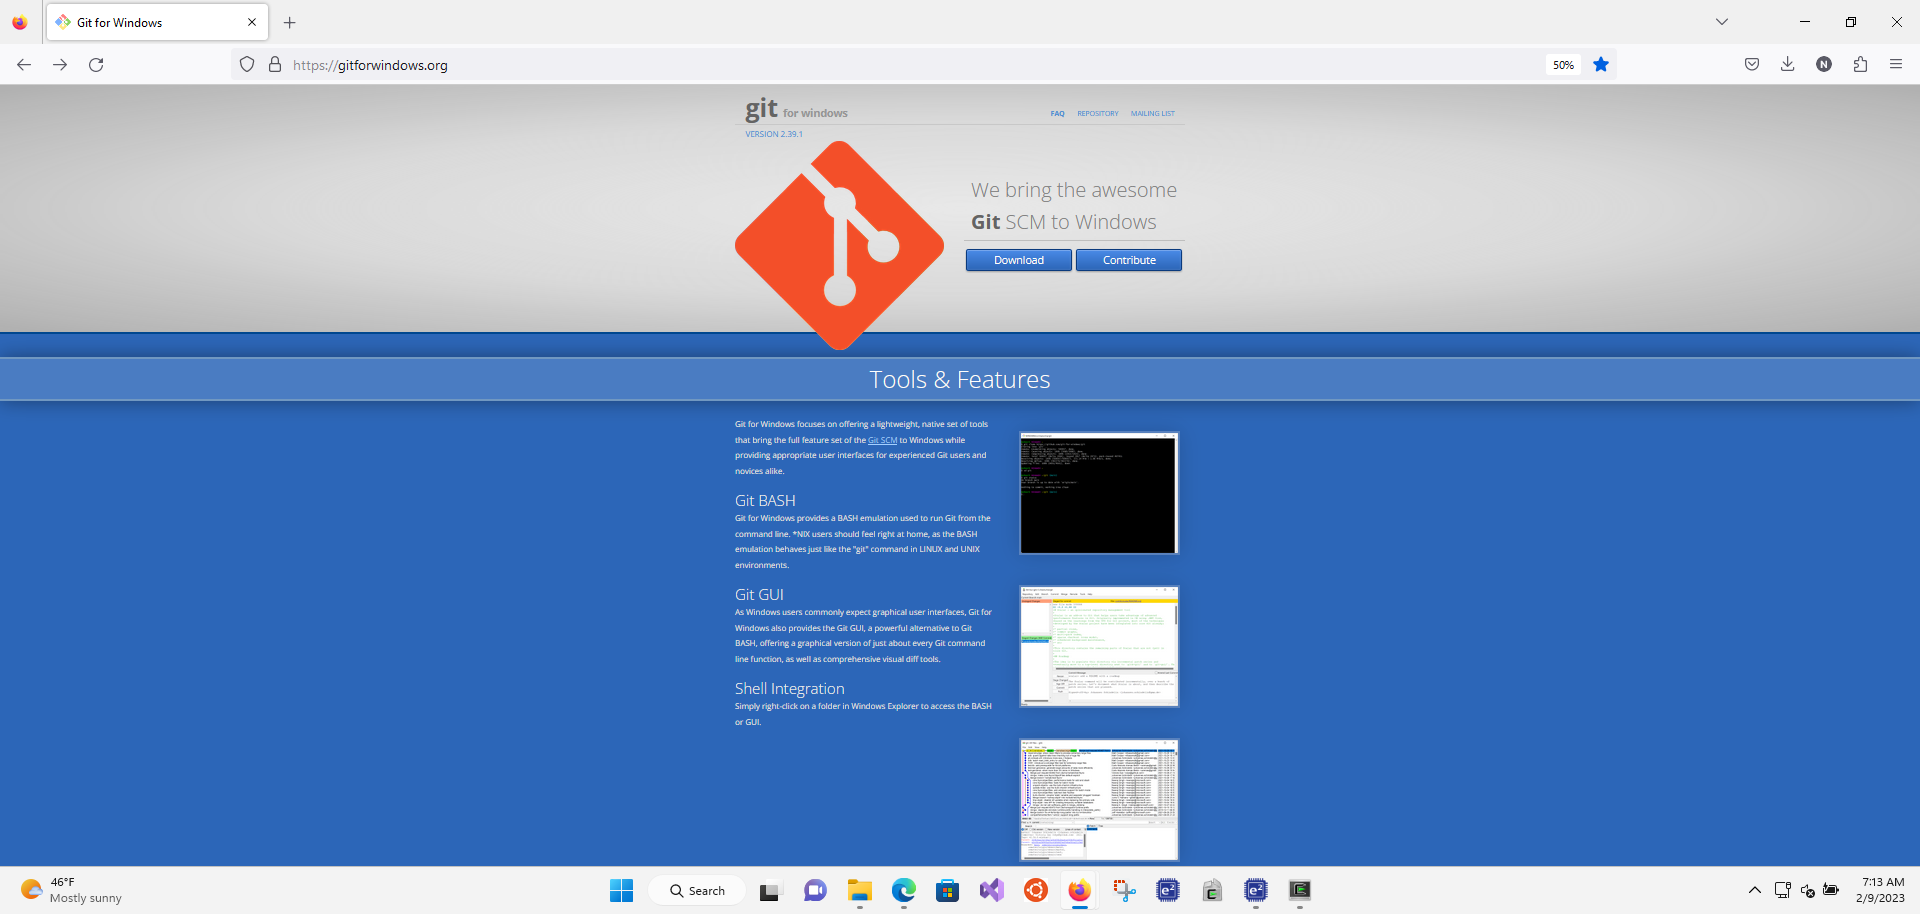 Git for Windows
https://gitforwindows.org
50%
N
git for windows
FAQ REPOSITORY MAILING LIST
VERSION 2.39.1
We bring the awesome
Git SCM to Windows
Download Contribute
Tools & Features
Git for Windows focuses on offering a lightweight, native set of tools
that bring the full feature set of the Git SCM to Windows while
providing appropriate user interfaces for experienced Git users and
novices alike.
Git BASH
Git for Windows provides a BASH emulation used to run Git from the
command line. *NIX users should feel right at home, as the BASH
emulation behaves just like the "git" command in LINUX and UNIX
environments.
Git GUI
As Windows users commonly expect graphical user interfaces, Git for
Windows also provides the Git GUI, a powerful alternative to Git
BASH, offering a graphical version of just about every Git command
line function, as well as comprehensive visual diff tools.
Shell Integration
Simply right-click on a folder in Windows Explorer to access the BASH
or GUI.
46°F
Mostly sunny
Search
e²
e²
7:13 AM
2/9/2023